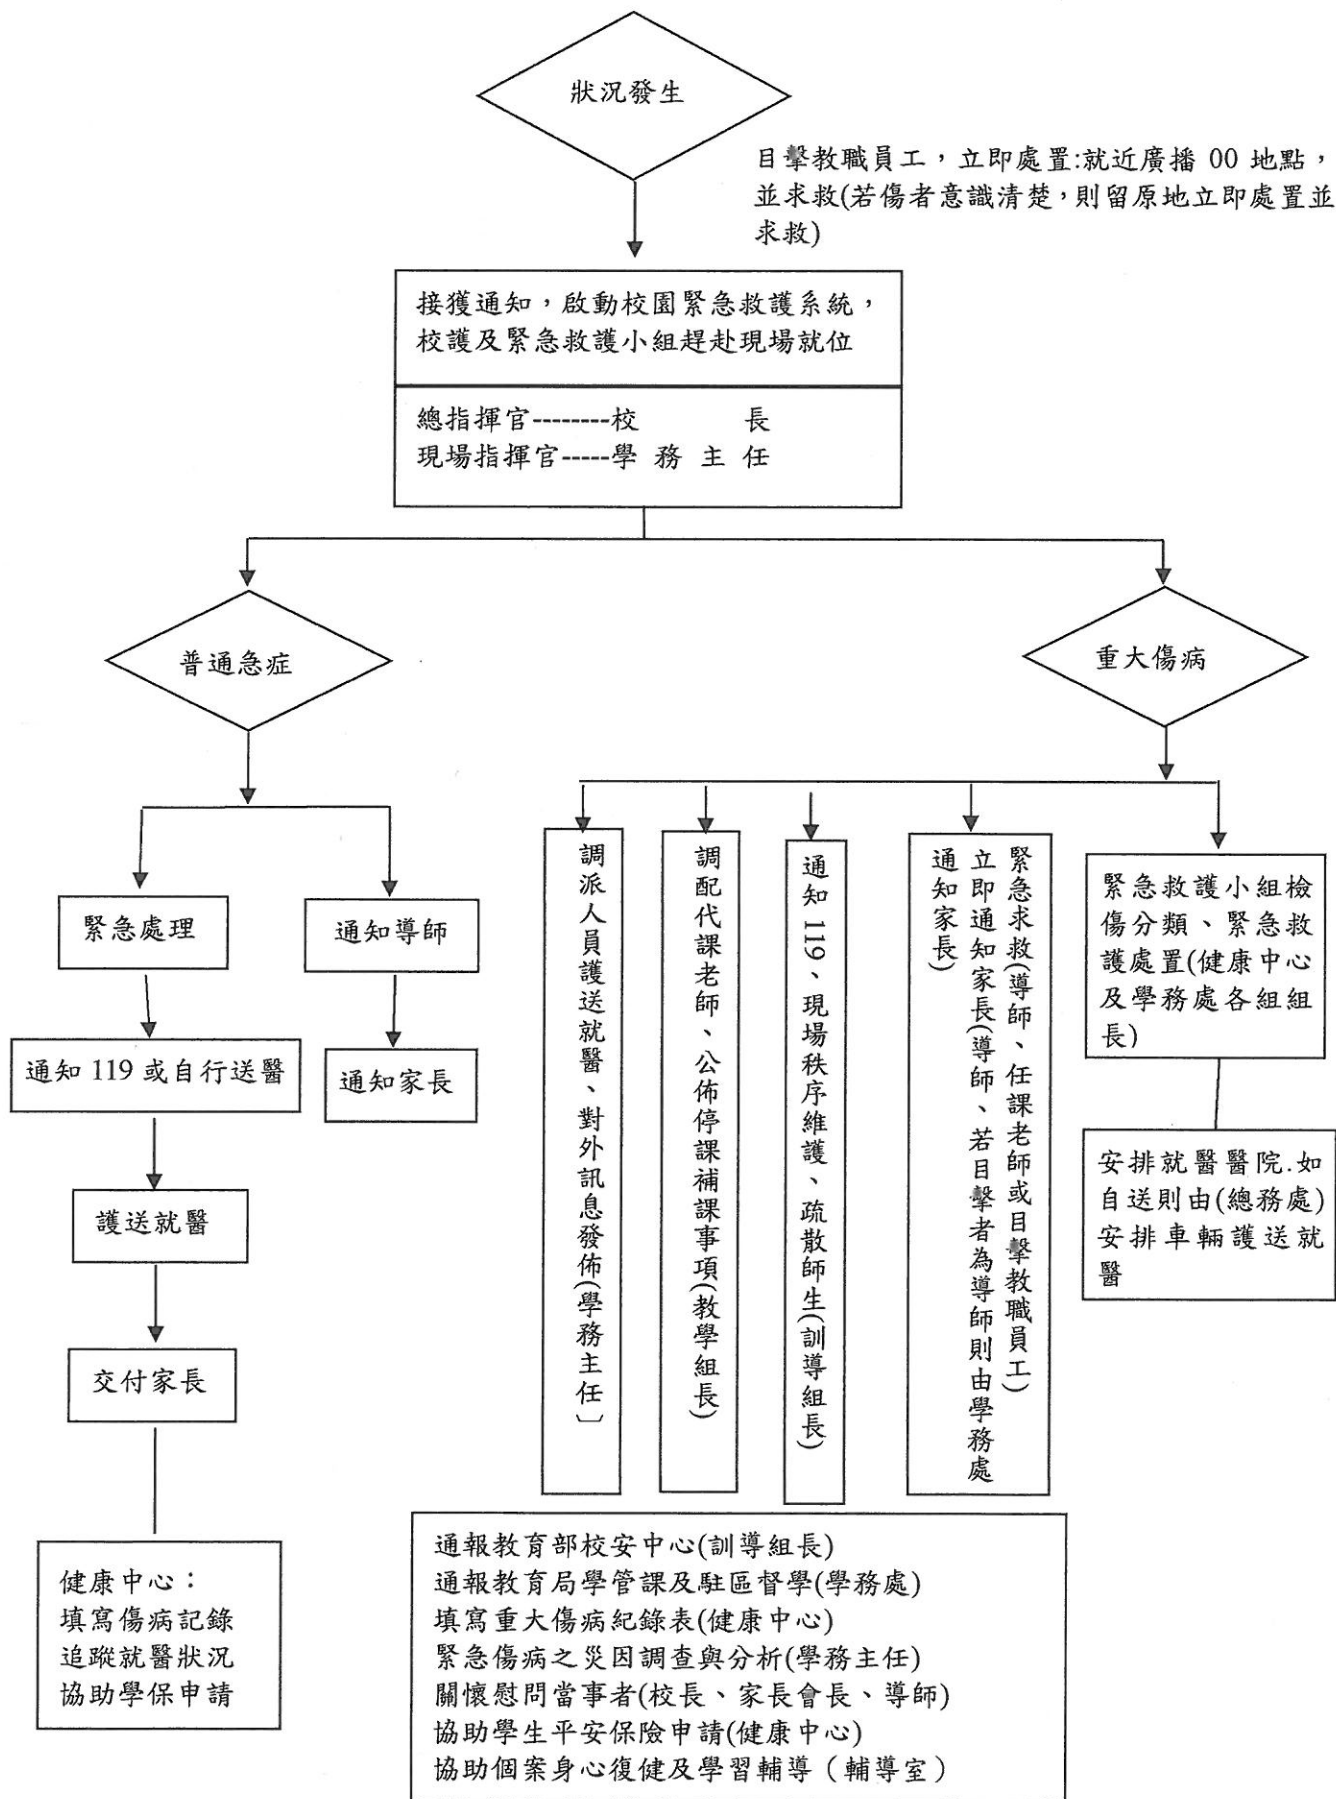 狀況發生
目擊教職員工，立即處置:就近廣播 00 地點，
並求救(若傷者意識清楚，則留原地立即處置並
求救)
接獲通知，啟動校園緊急救護系統，
校護及緊急救護小組趕赴現場就位
總指揮官--------校 長
現場指揮官-----學 務 主 任
普通急症
重大傷病
緊急處理
通知導師
通知 119 或自行送醫
通知家長
護送就醫
交付家長
健康中心：
填寫傷病記錄
追蹤就醫狀況
協助學保申請
調派人員護送就醫、對外訊息發佈(學務主任〕
調配代課老師、公佈停課補課事項(教學組長)
通知 119、現場秩序維護、疏散師生(訓導組長)
緊急求救(導師、任課老師或目擊教職員工)
立即通知家長(導師、若目擊者為導師則由學務處
通知家長)
緊急救護小組檢
傷分類、緊急救
護處置(健康中心
及學務處各組組
長)
安排就醫醫院.如
自送則由(總務處)
安排車輛護送就
醫
通報教育部校安中心(訓導組長)
通報教育局學管課及駐區督學(學務處)
填寫重大傷病紀錄表(健康中心)
緊急傷病之災因調查與分析(學務主任)
關懷慰問當事者(校長、家長會長、導師)
協助學生平安保險申請(健康中心)
協助個案身心復健及學習輔導（輔導室）